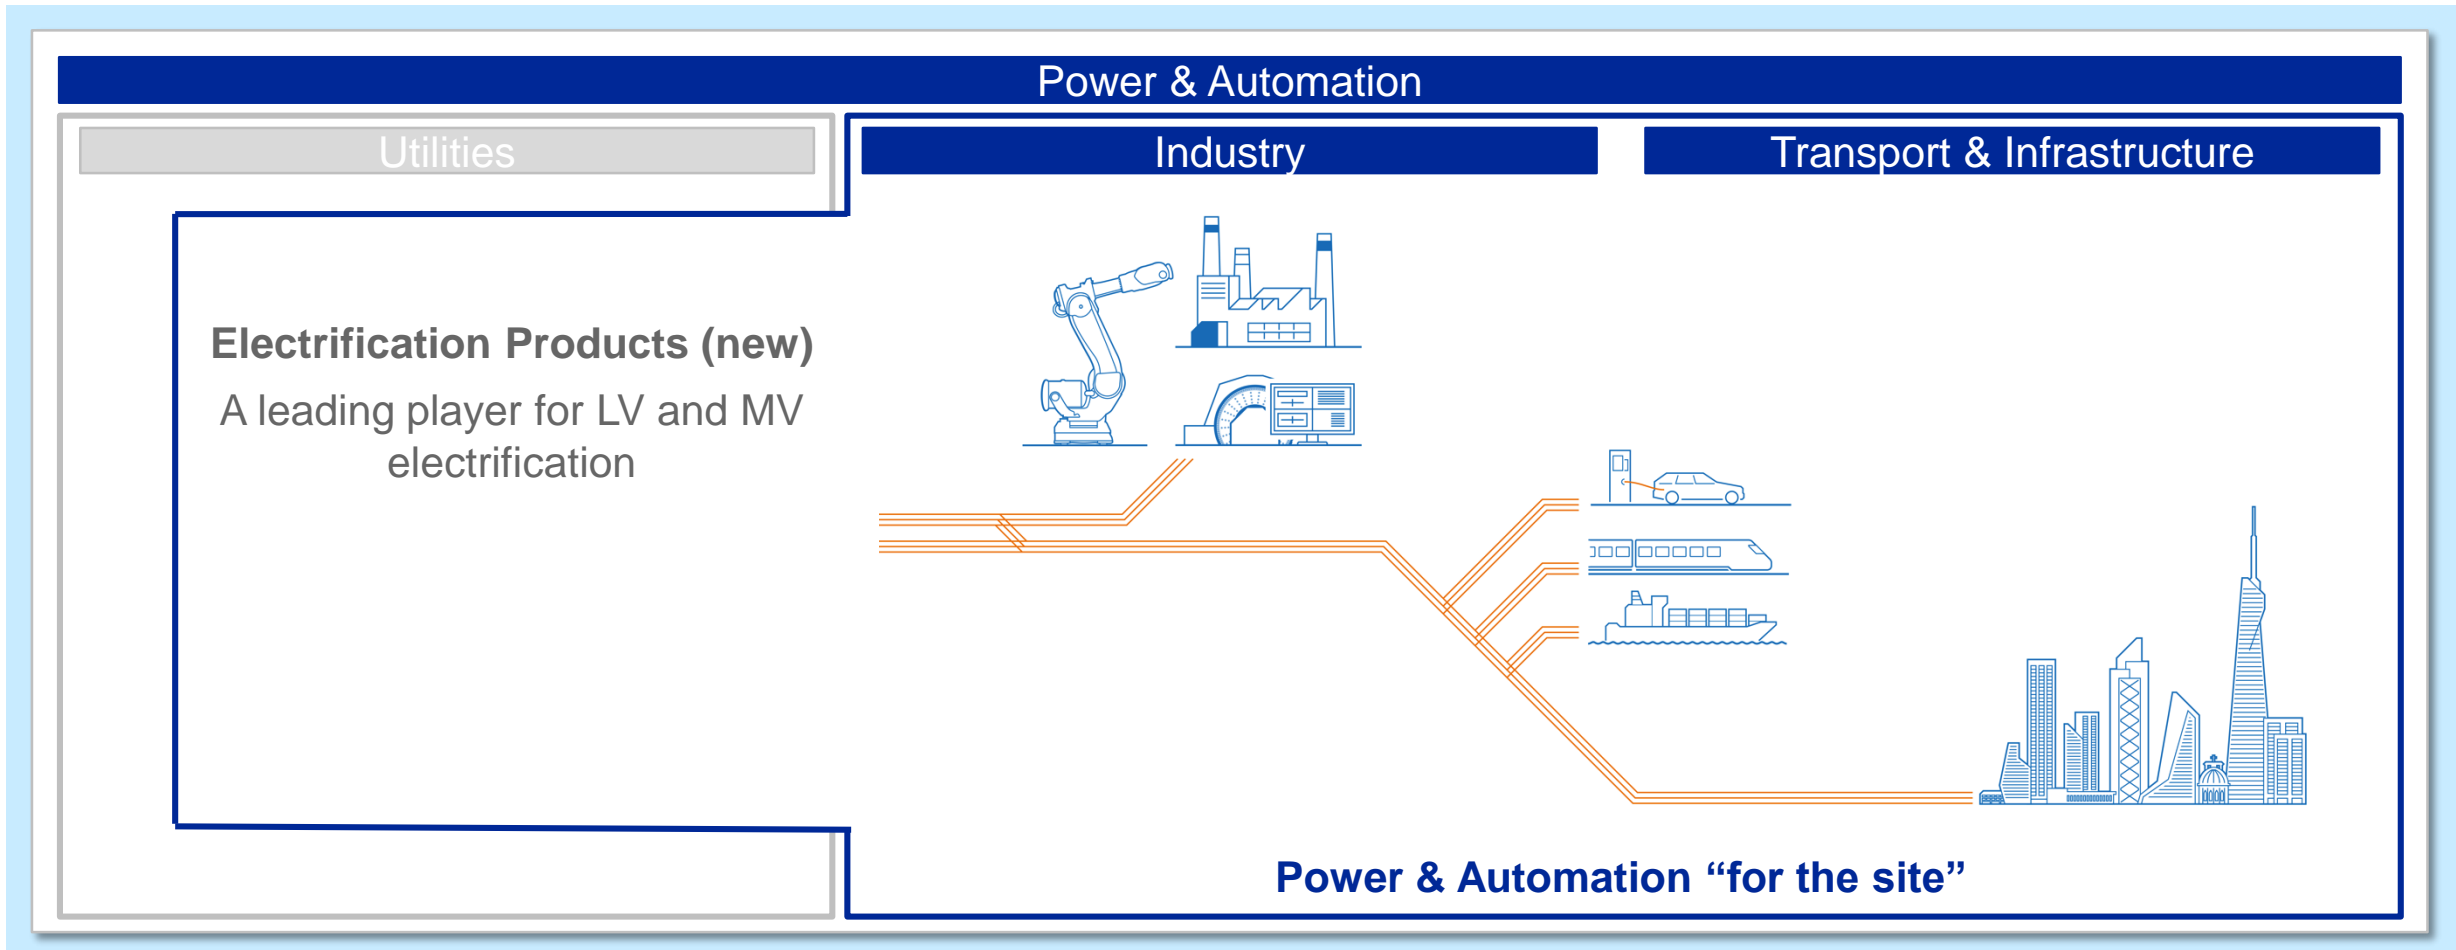 Power & Automation
Utilities
Industry
Transport & Infrastructure
Electrification Products (new)
A leading player for LV and MV
electrification
Power & Automation “for the site”